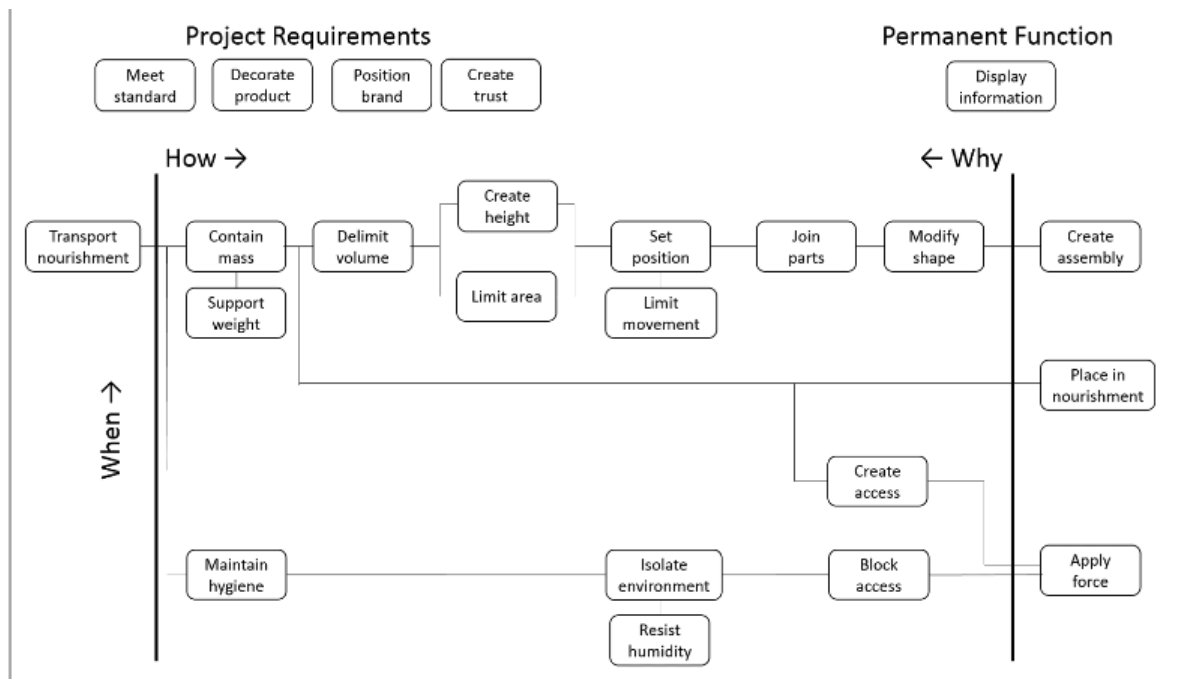 Project Requirements
Permanent Function
Meet
standard
Decorate
product
Position
brand
Create
trust
Display
information
How →
← Why
Create
height
Transport
nourishment
Contain
mass
Delimit
volume
Set
position
Join
parts
Modify
shape
Create
assembly
Support
weight
Limit area
Limit
movement
When →
Place in
nourishment
Create
access
Maintain
hygiene
Isolate
environment
Block
access
Apply
force
Resist
humidity